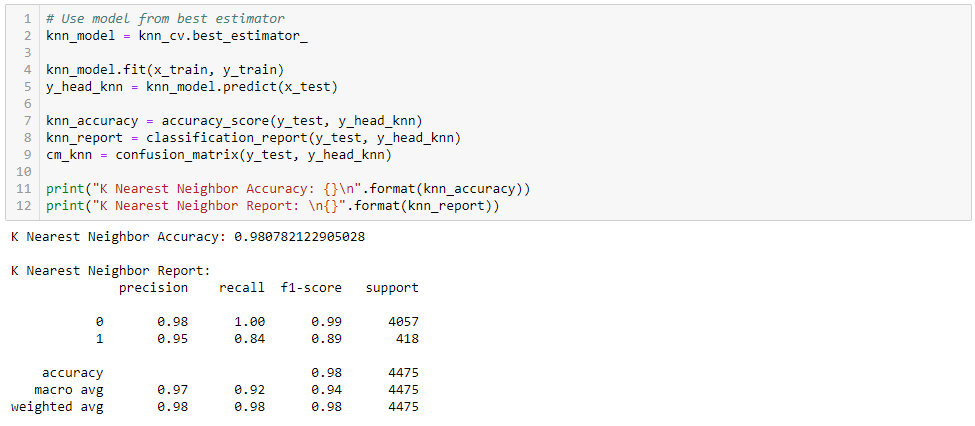 1 # Use model from best estimator
2 knn_model = knn_cv.best_estimator_
3
4 knn_model.fit(x_train, y_train)
5 y_head_knn = knn_model.predict(x_test)
6
7 knn_accuracy = accuracy_score(y_test, y_head_knn)
8 knn_report = classification_report(y_test, y_head_knn)
9 cm_knn = confusion_matrix(y_test, y_head_knn)
10
11 print("K Nearest Neighbor Accuracy: {}\n".format(knn_accuracy))
12 print("K Nearest Neighbor Report: \n{}".format(knn_report))
K Nearest Neighbor Accuracy: 0.980782122905028
K Nearest Neighbor Report:
precision recall f1-score support
0 0.98 1.00 0.99 4057
1 0.95 0.84 0.89 418
accuracy 0.98 4475
macro avg 0.97 0.92 0.94 4475
weighted avg 0.98 0.98 0.98 4475